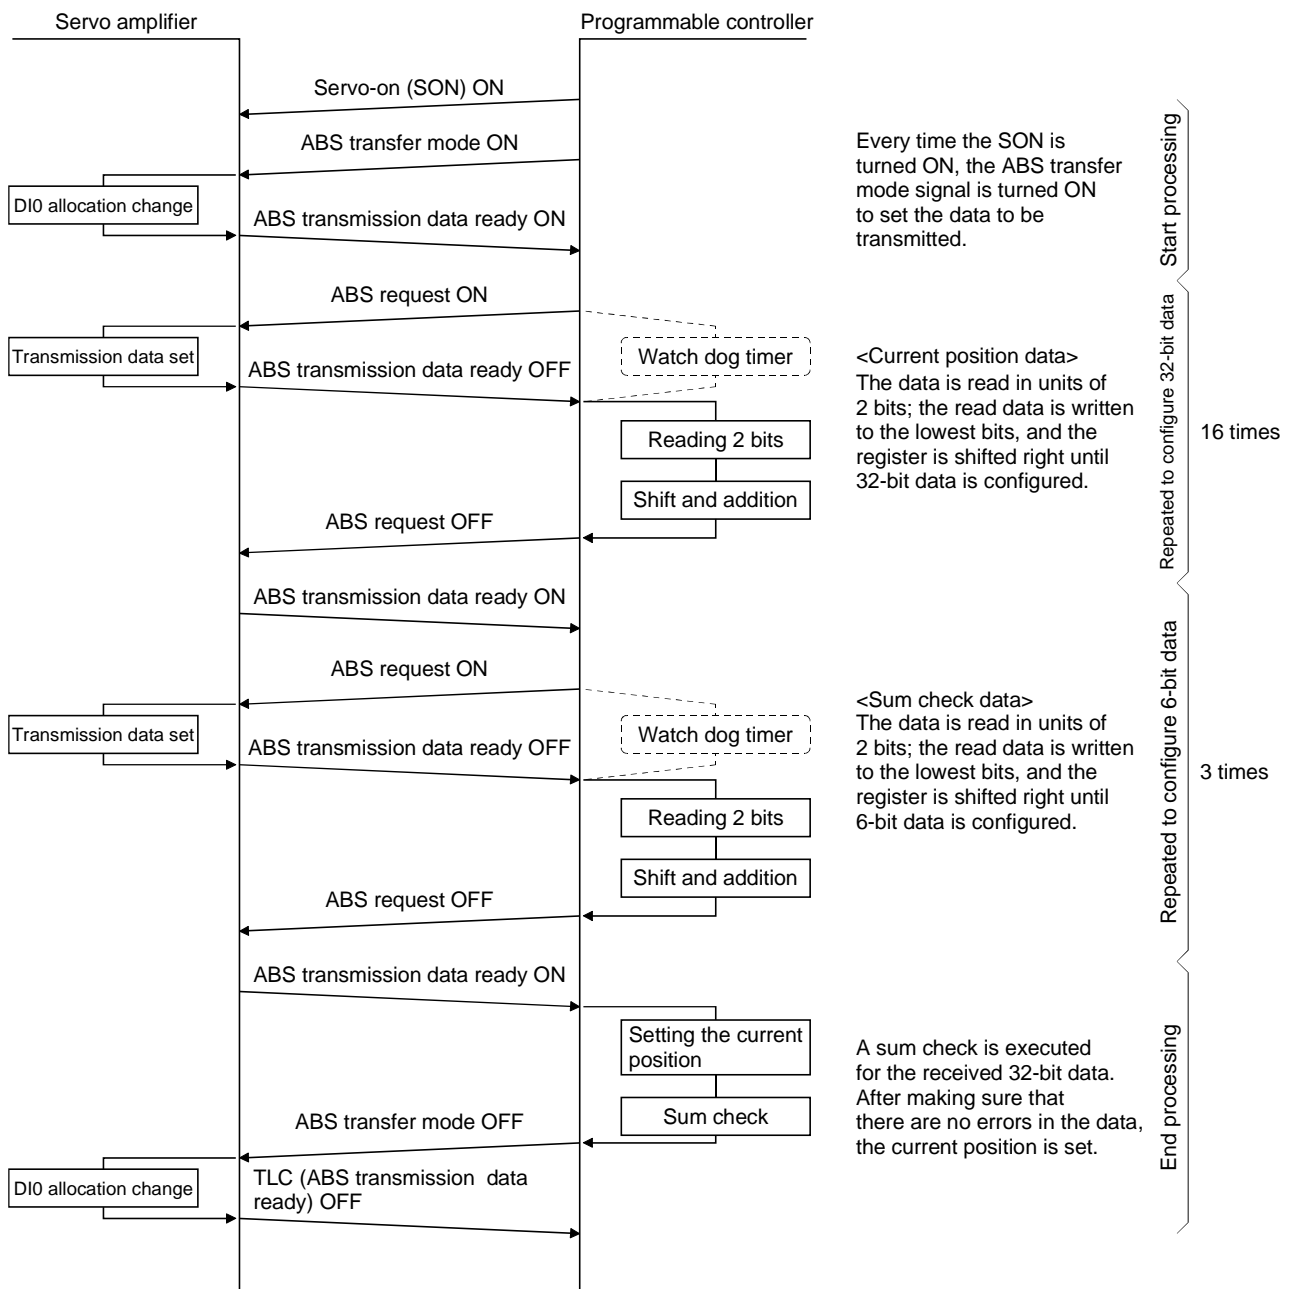 Servo amplifier
Programmable controller
Servo-on (SON) ON
ABS transfer mode ON
DI0 allocation change
ABS transmission data ready ON
Every time the SON is
turned ON, the ABS transfer
mode signal is turned ON
to set the data to be
transmitted.
Start processing
ABS request ON
Transmission data set
Watch dog timer
ABS transmission data ready OFF
Reading 2 bits
Shift and addition
ABS request OFF
ABS transmission data ready ON
<Current position data>
The data is read in units of
2 bits; the read data is written
to the lowest bits, and the
register is shifted right until
32-bit data is configured.
Repeated to configure 32-bit data
16 times
ABS request ON
Transmission data set
Watch dog timer
ABS transmission data ready OFF
Reading 2 bits
Shift and addition
ABS request OFF
<Sum check data>
The data is read in units of
2 bits; the read data is written
to the lowest bits, and the
register is shifted right until
6-bit data is configured.
Repeated to configure 6-bit data
3 times
ABS transmission data ready ON
Setting the current
position
Sum check
ABS transfer mode OFF
DI0 allocation change
TLC (ABS transmission data
ready) OFF
A sum check is executed
for the received 32-bit data.
After making sure that
there are no errors in the data,
the current position is set.
End processing